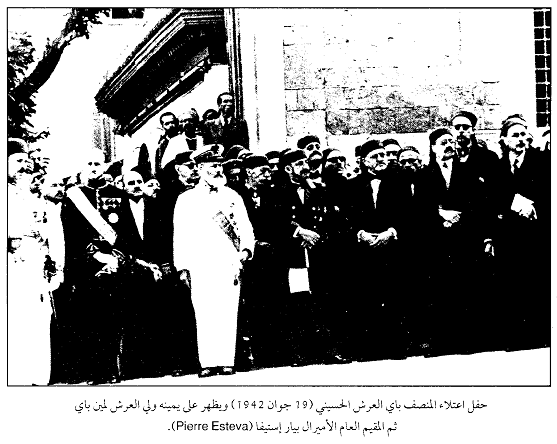 حفل اعتلاء المنصف باي العرش الحسيني (19 جوان 1942) ويظهر على يمينه ولي العرش لمين باي
ثم المقيم العام الأميرال بيار إستيفا (Pierre Esteva).